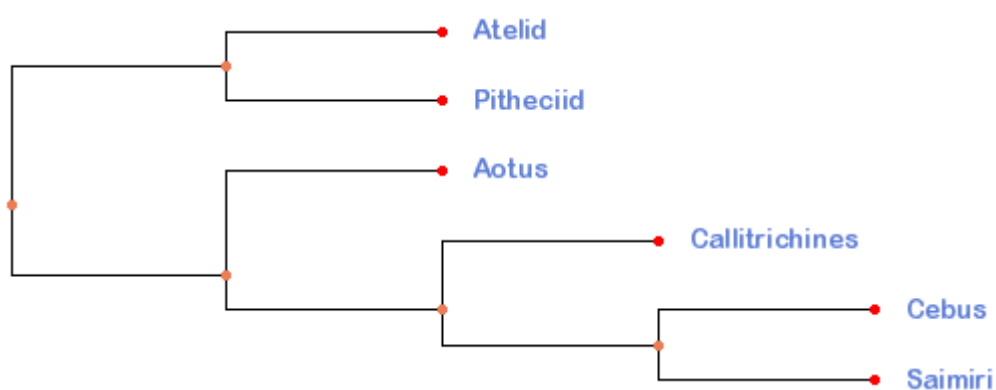 Atelid
Pitheciid
Aotus
Callitrichines
Cebus
Saimiri